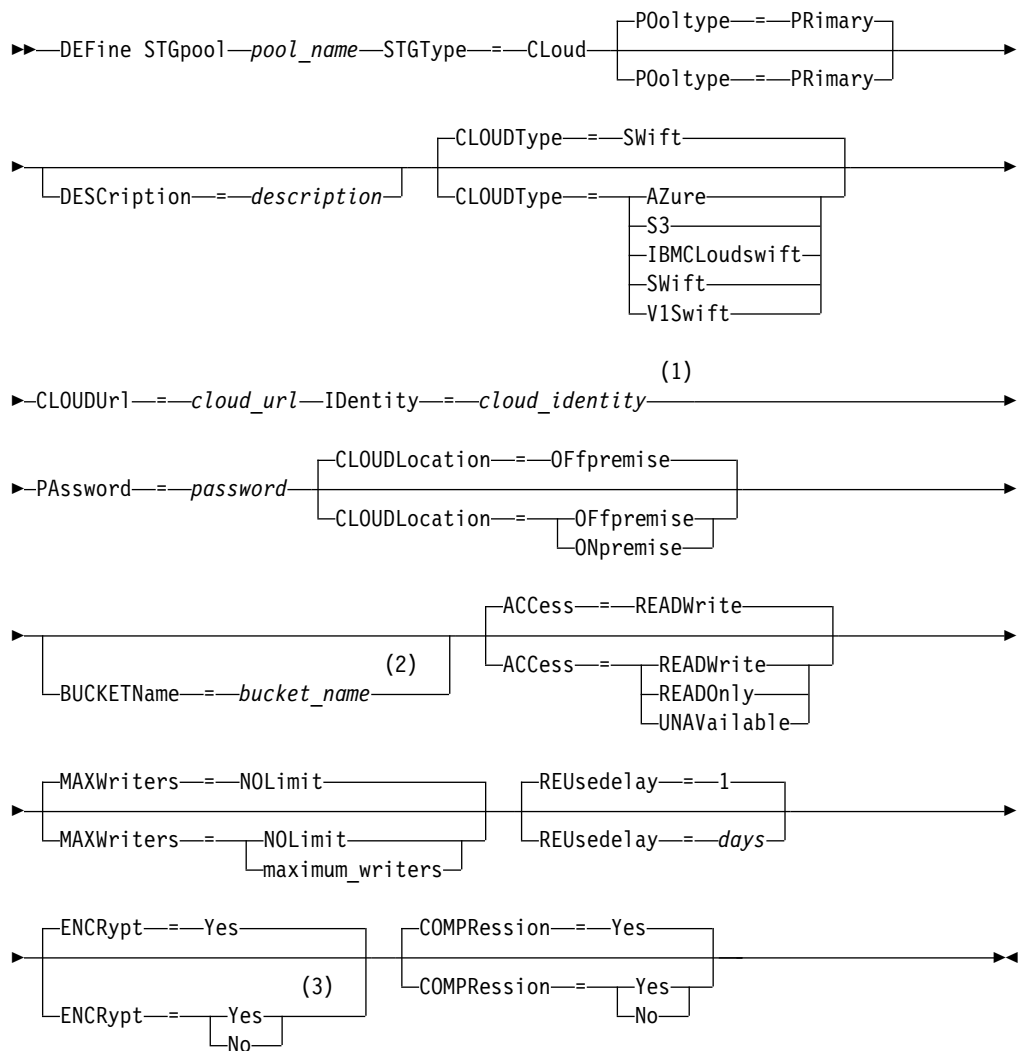 POoltype = PRimary
DEFine STGpool pool_name STGType = CLoud
POoltype = PRimary
CLOUDType = SWift
DESCription = description
CLOUDType = AZure
S3
IBMCLoudswift
SWift
V1Swift
(1)
CLOUDUrl = cloud_url IDentity = cloud_identity
CLOUDLocation = OFfpremise
PAssword = password
CLOUDLocation = OFfpremise
ONpremise
ACCess = READWrite
(2)
BUCKETName = bucket_name
ACCess = READWrite
READOnly
UNAVailable
MAXWriters = NOLimit
REUsedelay = 1
MAXWriters = NOLimit
maximum_writers
REUsedelay = days
ENCRypt = Yes
COMPRession = Yes
(3)
ENCRypt = Yes
No
COMPRession = Yes
No